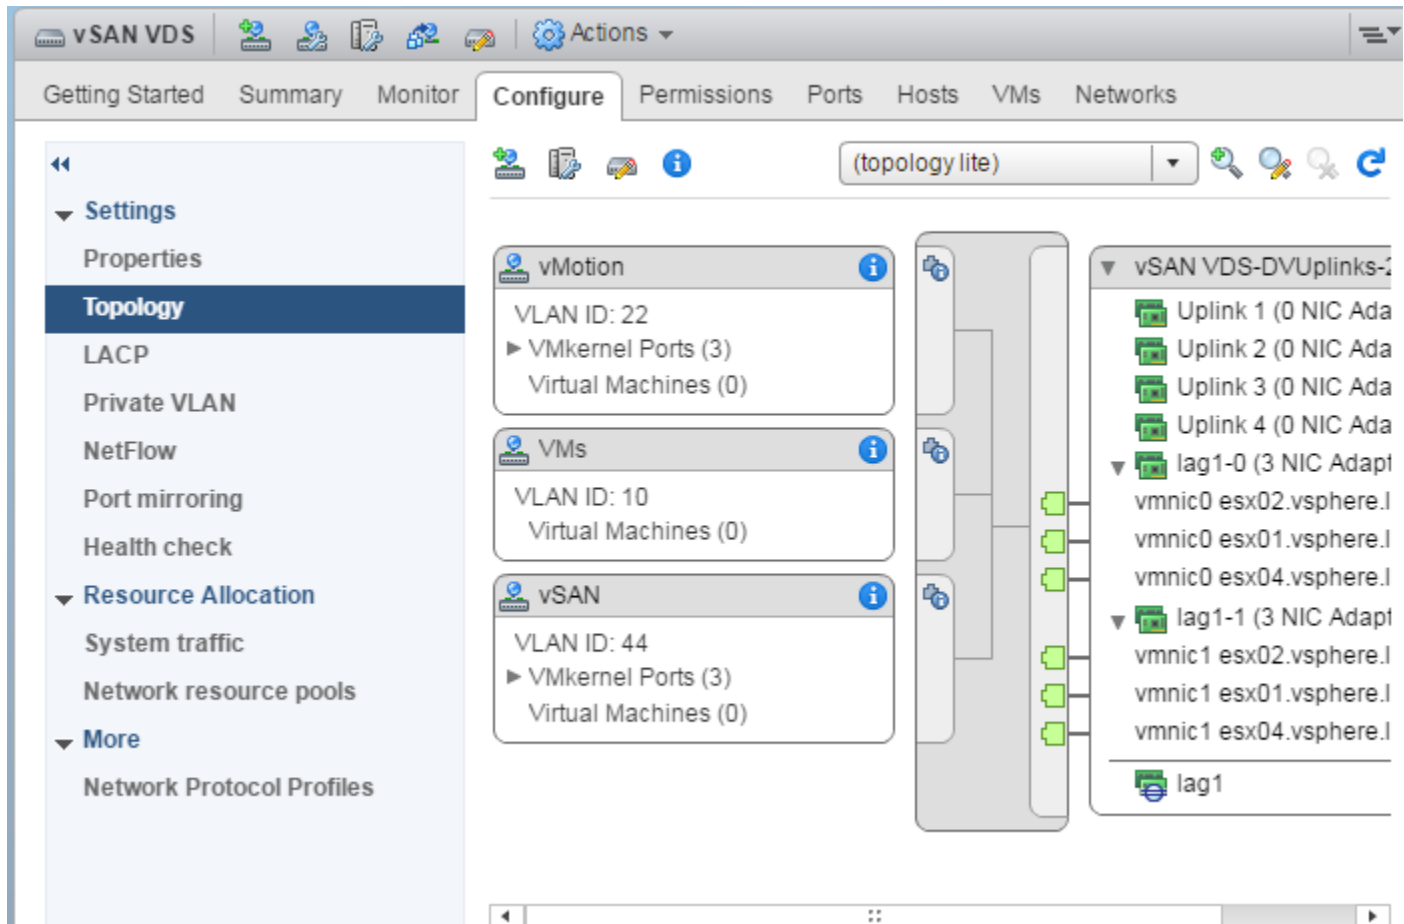 vSAN VDS
Actions
Getting Started Summary Monitor Configure Permissions Ports Hosts VMs Networks
Settings
Properties
Topology
LACP
Private VLAN
NetFlow
Port mirroring
Health check
Resource Allocation
System traffic
Network resource pools
More
Network Protocol Profiles
(topology lite)
vMotion
VLAN ID: 22
VMkernel Ports (3)
Virtual Machines (0)
VMs
VLAN ID: 10
Virtual Machines (0)
vSAN
VLAN ID: 44
VMkernel Ports (3)
Virtual Machines (0)
vSAN VDS-DVUplinks-2
Uplink 1 (0 NIC Ada
Uplink 2 (0 NIC Ada
Uplink 3 (0 NIC Ada
Uplink 4 (0 NIC Ada
lag1-0 (3 NIC Adapt
vmnic0 esx02.vsphere.l
vmnic0 esx01.vsphere.l
vmnic0 esx04.vsphere.l
lag1-1 (3 NIC Adapt
vmnic1 esx02.vsphere.l
vmnic1 esx01.vsphere.l
vmnic1 esx04.vsphere.l
lag1